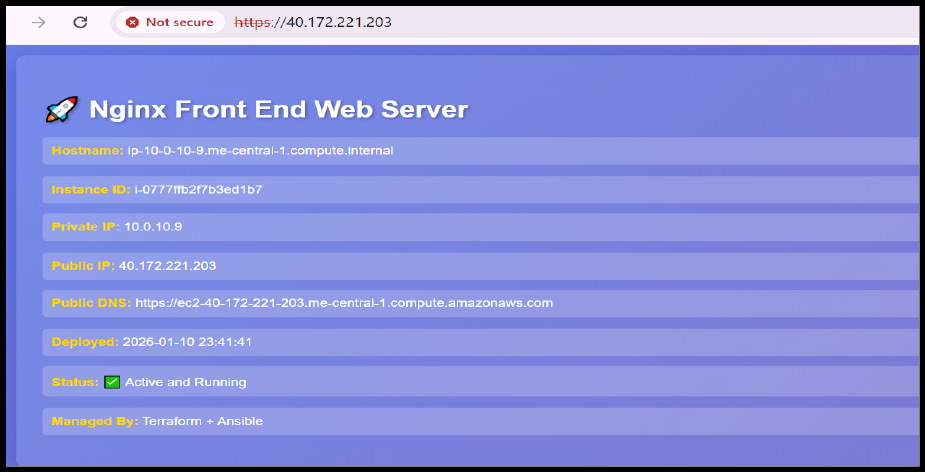 Not secure https://40.172.221.203
🚀 Nginx Front End Web Server
Hostname: ip-10-0-10-9.me-central-1.compute.internal
Instance ID: i-0777ffb2f7b3ed1b7
Private IP: 10.0.10.9
Public IP: 40.172.221.203
Public DNS: https://ec2-40-172-221-203.me-central-1.compute.amazonaws.com
Deployed: 2026-01-10 23:41:41
Status: ✅ Active and Running
Managed By: Terraform + Ansible